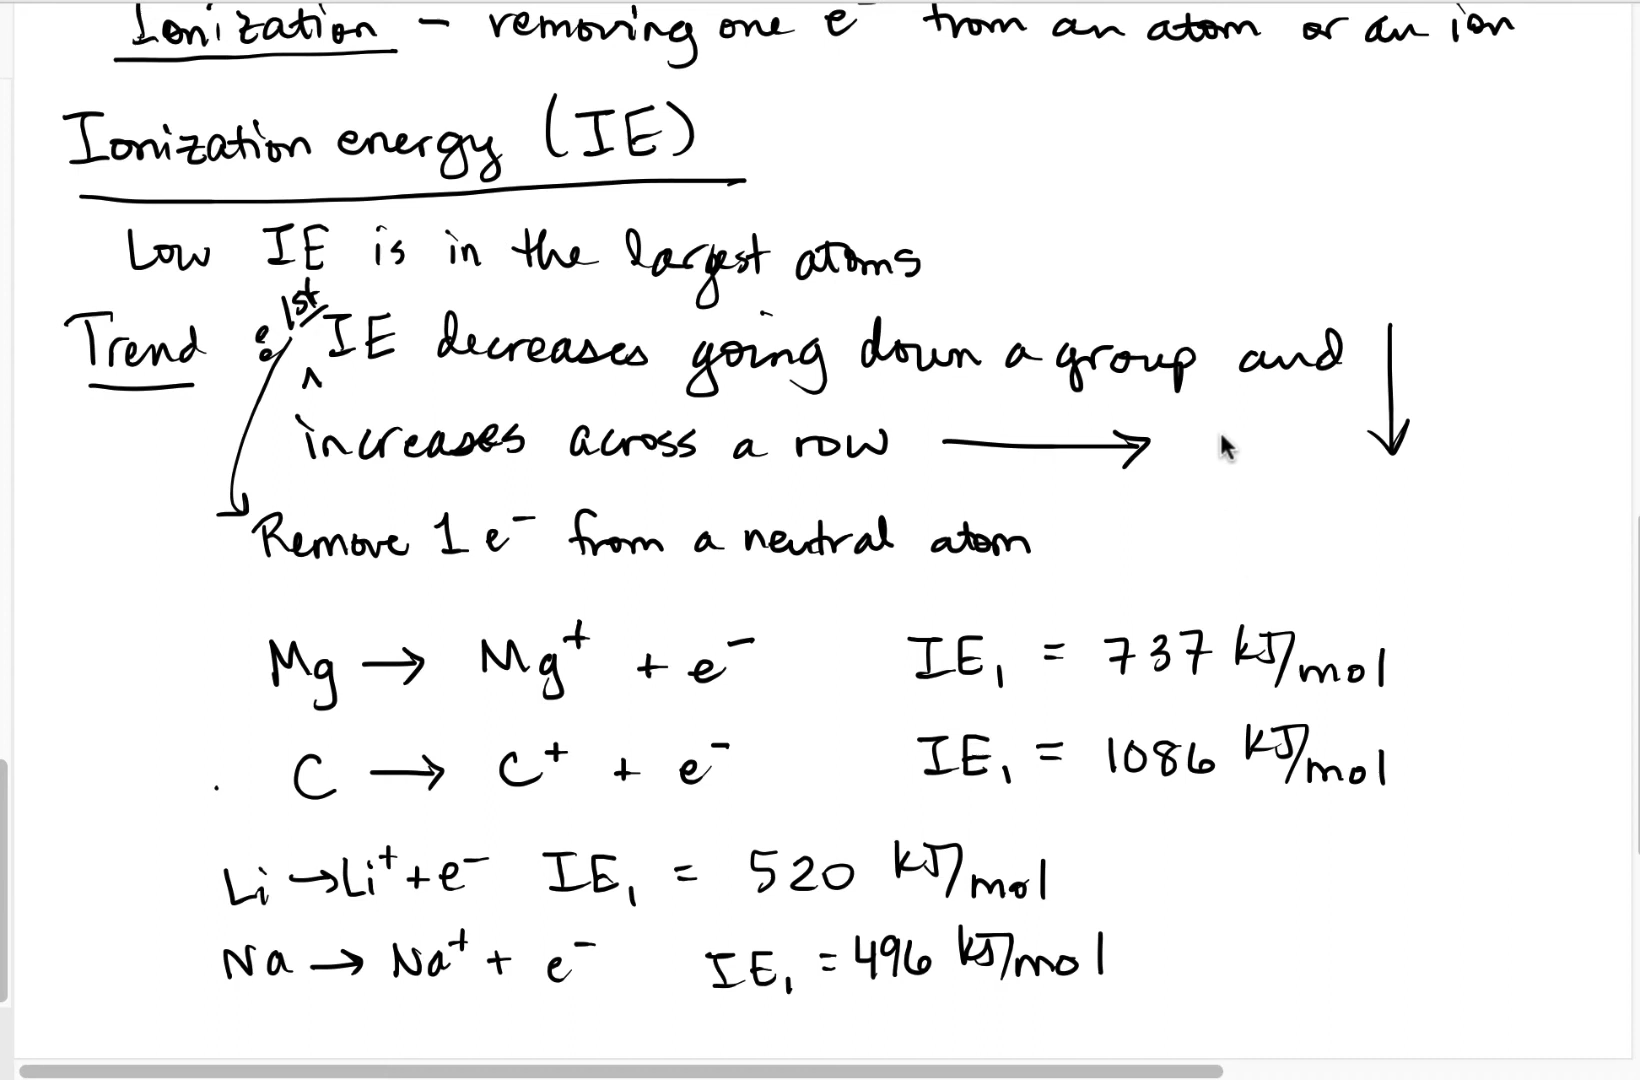 Ionization – removing one e⁻ from an atom or an ion
Ionization energy (IE)
Low IE is in the largest atoms
Trend : 1st IE decreases going down a group and ↓
increases across a row →
Remove 1 e⁻ from a neutral atom
Mg → Mg⁺ + e⁻ IE₁ = 737 kJ/mol
C → C⁺ + e⁻ IE₁ = 1086 kJ/mol
Li → Li⁺ + e⁻ IE₁ = 520 kJ/mol
Na → Na⁺ + e⁻ IE₁ = 496 kJ/mol